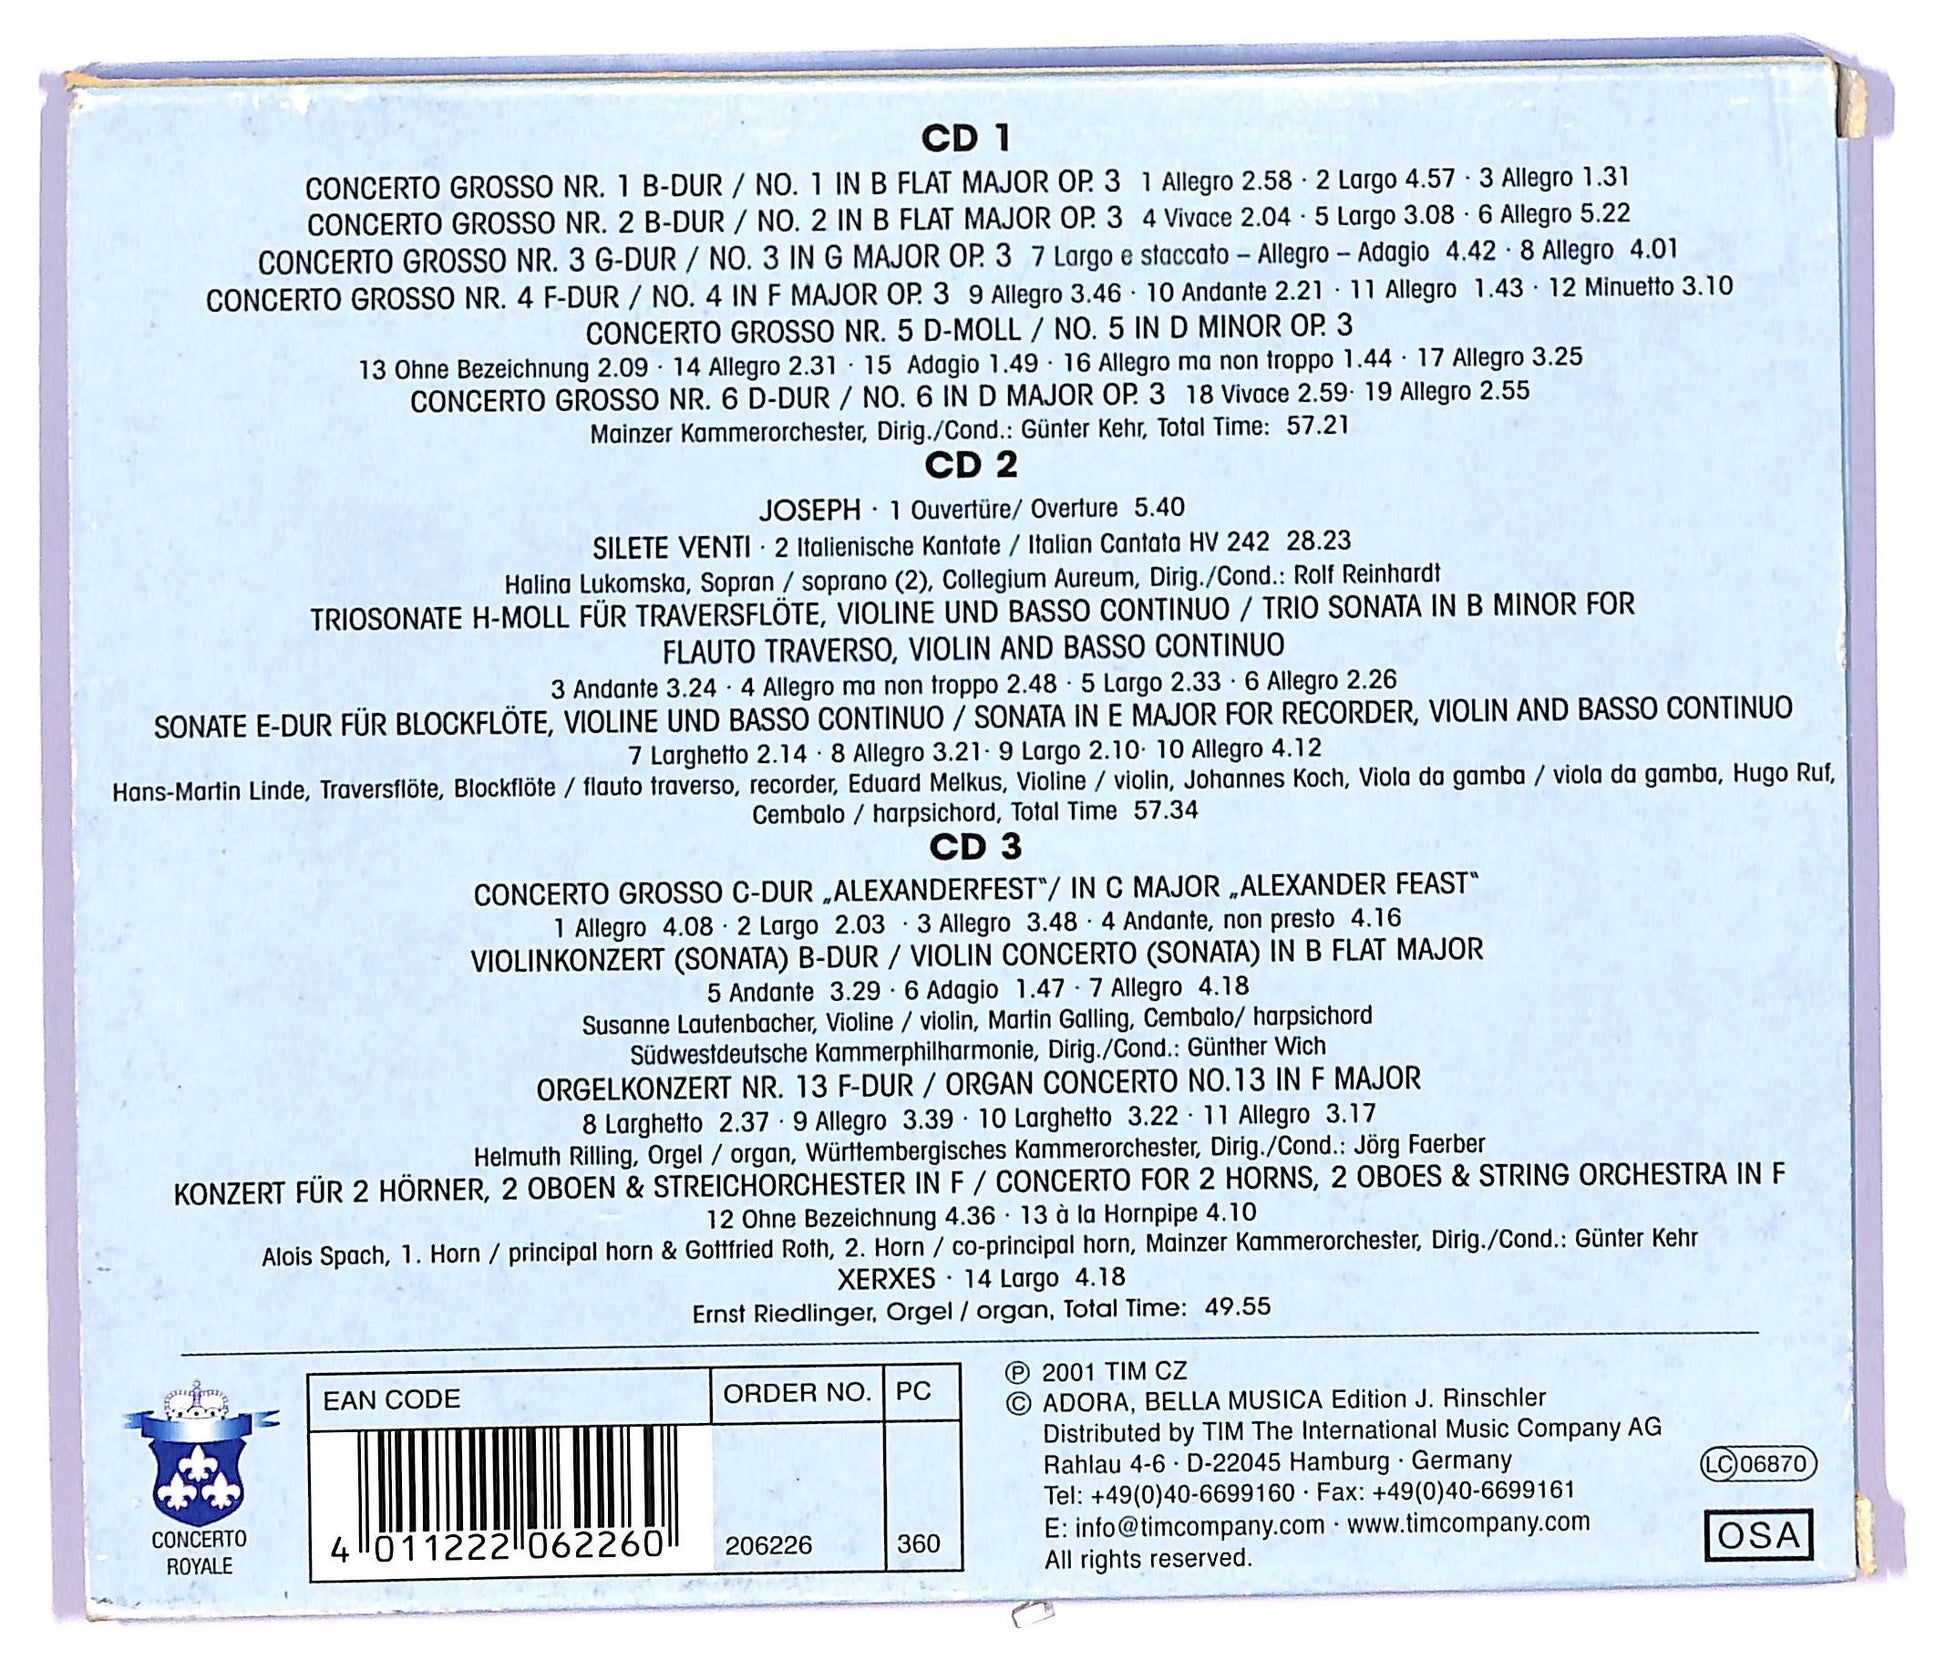 CD 1
CONCERTO GROSSO NR. 1 B-DUR / NO. 1 IN B FLAT MAJOR OP. 3 1 Allegro 2.58 · 2 Largo 4.57 · 3 Allegro 1.31
CONCERTO GROSSO NR. 2 B-DUR / NO. 2 IN B FLAT MAJOR OP. 3 4 Vivace 2.04 · 5 Largo 3.08 · 6 Allegro 5.22
CONCERTO GROSSO NR. 3 G-DUR / NO. 3 IN G MAJOR OP. 3 7 Largo e staccato – Allegro – Adagio 4.42 · 8 Allegro 4.01
CONCERTO GROSSO NR. 4 F-DUR / NO. 4 IN F MAJOR OP. 3 9 Allegro 3.46 · 10 Andante 2.21 · 11 Allegro 1.43 · 12 Minuetto 3.10
CONCERTO GROSSO NR. 5 D-MOLL / NO. 5 IN D MINOR OP. 3
13 Ohne Bezeichnung 2.09 · 14 Allegro 2.31 · 15 Adagio 1.49 · 16 Allegro ma non troppo 1.44 · 17 Allegro 3.25
CONCERTO GROSSO NR. 6 D-DUR / NO. 6 IN D MAJOR OP. 3 18 Vivace 2.59· 19 Allegro 2.55
Mainzer Kammerorchester, Dirig./Cond.: Günter Kehr, Total Time: 57.21
CD 2
JOSEPH · 1 Ouvertüre/ Overture 5.40
SILETE VENTI · 2 Italienische Kantate / Italian Cantata HV 242 28.23
Halina Lukomska, Sopran / soprano (2), Collegium Aureum, Dirig./Cond.: Rolf Reinhardt
TRIOSONATE H-MOLL FÜR TRAVERSFLÖTE, VIOLINE UND BASSO CONTINUO / TRIO SONATA IN B MINOR FOR
FLAUTO TRAVERSO, VIOLIN AND BASSO CONTINUO
3 Andante 3.24 · 4 Allegro ma non troppo 2.48 · 5 Largo 2.33 · 6 Allegro 2.26
SONATE E-DUR FÜR BLOCKFLÖTE, VIOLINE UND BASSO CONTINUO / SONATA IN E MAJOR FOR RECORDER, VIOLIN AND BASSO CONTINUO
7 Larghetto 2.14 · 8 Allegro 3.21· 9 Largo 2.10· 10 Allegro 4.12
Hans-Martin Linde, Traversflöte, Blockflöte / flauto traverso, recorder, Eduard Melkus, Violine / violin, Johannes Koch, Viola da gamba / viola da gamba, Hugo Ruf,
Cembalo / harpsichord, Total Time 57.34
CD 3
CONCERTO GROSSO C-DUR „ALEXANDERFEST“/ IN C MAJOR „ALEXANDER FEAST“
1 Allegro 4.08 · 2 Largo 2.03 · 3 Allegro 3.48 · 4 Andante, non presto 4.16
VIOLINKONZERT (SONATA) B-DUR / VIOLIN CONCERTO (SONATA) IN B FLAT MAJOR
5 Andante 3.29 · 6 Adagio 1.47 · 7 Allegro 4.18
Susanne Lautenbacher, Violine / violin, Martin Galling, Cembalo/ harpsichord
Südwestdeutsche Kammerphilharmonie, Dirig./Cond.: Günther Wich
ORGELKONZERT NR. 13 F-DUR / ORGAN CONCERTO NO.13 IN F MAJOR
8 Larghetto 2.37 · 9 Allegro 3.39 · 10 Larghetto 3.22 · 11 Allegro 3.17
Helmuth Rilling, Orgel / organ, Württembergisches Kammerorchester, Dirig./Cond.: Jörg Faerber
KONZERT FÜR 2 HÖRNER, 2 OBOEN & STREICHORCHESTER IN F / CONCERTO FOR 2 HORNS, 2 OBOES & STRING ORCHESTRA IN F
12 Ohne Bezeichnung 4.36 · 13 à la Hornpipe 4.10
Alois Spach, 1. Horn / principal horn & Gottfried Roth, 2. Horn / co-principal horn, Mainzer Kammerorchester, Dirig./Cond.: Günter Kehr
XERXES · 14 Largo 4.18
Ernst Riedlinger, Orgel / organ, Total Time: 49.55
CONCERTO
ROYALE
EAN CODE
ORDER NO.
PC
4 011222 062260
206226
360
℗ 2001 TIM CZ
© ADORA, BELLA MUSICA Edition J. Rinschler
Distributed by TIM The International Music Company AG
Rahlau 4-6 · D-22045 Hamburg · Germany
Tel: +49(0)40-6699160 · Fax: +49(0)40-6699161
E: info@timcompany.com · www.timcompany.com
All rights reserved.
LC 06870
OSA